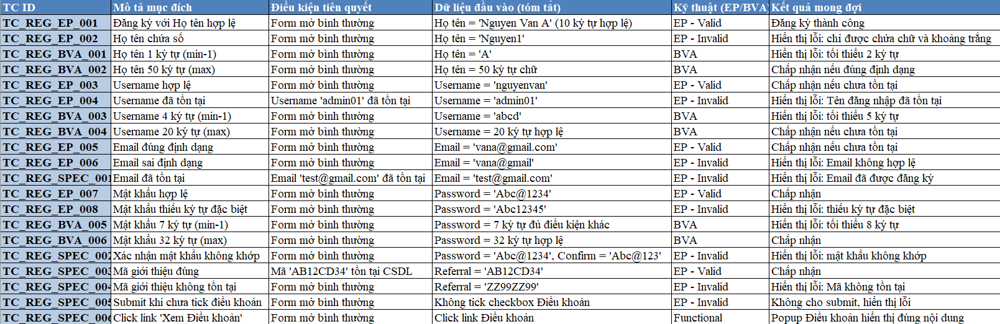 TC ID Mô tả mục đích Điều kiện tiên quyết Dữ liệu đầu vào (tóm tắt) Kỹ thuật (EP/BVA) Kết quả mong đợi
TC_REG_EP_001 Đăng ký với Họ tên hợp lệ Form mở bình thường Họ tên = 'Nguyen Van A' (10 ký tự hợp lệ) EP - Valid Đăng ký thành công
TC_REG_EP_002 Họ tên chứa số Form mở bình thường Họ tên = 'Nguyen1' EP - Invalid Hiển thị lỗi: chỉ được chứa chữ và khoảng trắng
TC_REG_BVA_001 Họ tên 1 ký tự (min-1) Form mở bình thường Họ tên = 'A' BVA Hiển thị lỗi: tối thiểu 2 ký tự
TC_REG_BVA_002 Họ tên 50 ký tự (max) Form mở bình thường Họ tên = 50 ký tự chữ BVA Chấp nhận nếu đúng định dạng
TC_REG_EP_003 Username hợp lệ Form mở bình thường Username = 'nguyenvan' EP - Valid Chấp nhận nếu chưa tồn tại
TC_REG_EP_004 Username đã tồn tại Username 'admin01' đã tồn tại Username = 'admin01' EP - Invalid Hiển thị lỗi: Tên đăng nhập đã tồn tại
TC_REG_BVA_003 Username 4 ký tự (min-1) Form mở bình thường Username = 'abcd' BVA Hiển thị lỗi: tối thiểu 5 ký tự
TC_REG_BVA_004 Username 20 ký tự (max) Form mở bình thường Username = 20 ký tự hợp lệ BVA Chấp nhận nếu chưa tồn tại
TC_REG_EP_005 Email đúng định dạng Form mở bình thường Email = 'vana@gmail.com' EP - Valid Chấp nhận nếu chưa tồn tại
TC_REG_EP_006 Email sai định dạng Form mở bình thường Email = 'vana@gmail' EP - Invalid Hiển thị lỗi: Email không hợp lệ
TC_REG_SPEC_001 Email đã tồn tại Email 'test@gmail.com' đã tồn tại Email = 'test@gmail.com' EP - Invalid Hiển thị lỗi: Email đã được đăng ký
TC_REG_EP_007 Mật khẩu hợp lệ Form mở bình thường Password = 'Abc@1234' EP - Valid Chấp nhận
TC_REG_EP_008 Mật khẩu thiếu ký tự đặc biệt Form mở bình thường Password = 'Abc12345' EP - Invalid Hiển thị lỗi: thiếu ký tự đặc biệt
TC_REG_BVA_005 Mật khẩu 7 ký tự (min-1) Form mở bình thường Password = 7 ký tự đủ điều kiện khác BVA Hiển thị lỗi: tối thiểu 8 ký tự
TC_REG_BVA_006 Mật khẩu 32 ký tự (max) Form mở bình thường Password = 32 ký tự hợp lệ BVA Chấp nhận
TC_REG_SPEC_002 Xác nhận mật khẩu không khớp Form mở bình thường Password = 'Abc@1234', Confirm = 'Abc@123' EP - Invalid Hiển thị lỗi: mật khẩu không khớp
TC_REG_SPEC_003 Mã giới thiệu đúng Mã 'AB12CD34' tồn tại CSDL Referral = 'AB12CD34' EP - Valid Chấp nhận
TC_REG_SPEC_004 Mã giới thiệu không tồn tại Form mở bình thường Referral = 'ZZ99ZZ99' EP - Invalid Hiển thị lỗi: Mã không tồn tại
TC_REG_SPEC_005 Submit khi chưa tick điều khoản Form mở bình thường Không tick checkbox Điều khoản EP - Invalid Không cho submit, hiển thị lỗi
TC_REG_SPEC_006 Click link 'Xem Điều khoản' Form mở bình thường Click link Điều khoản Functional Popup Điều khoản hiển thị đúng nội dung